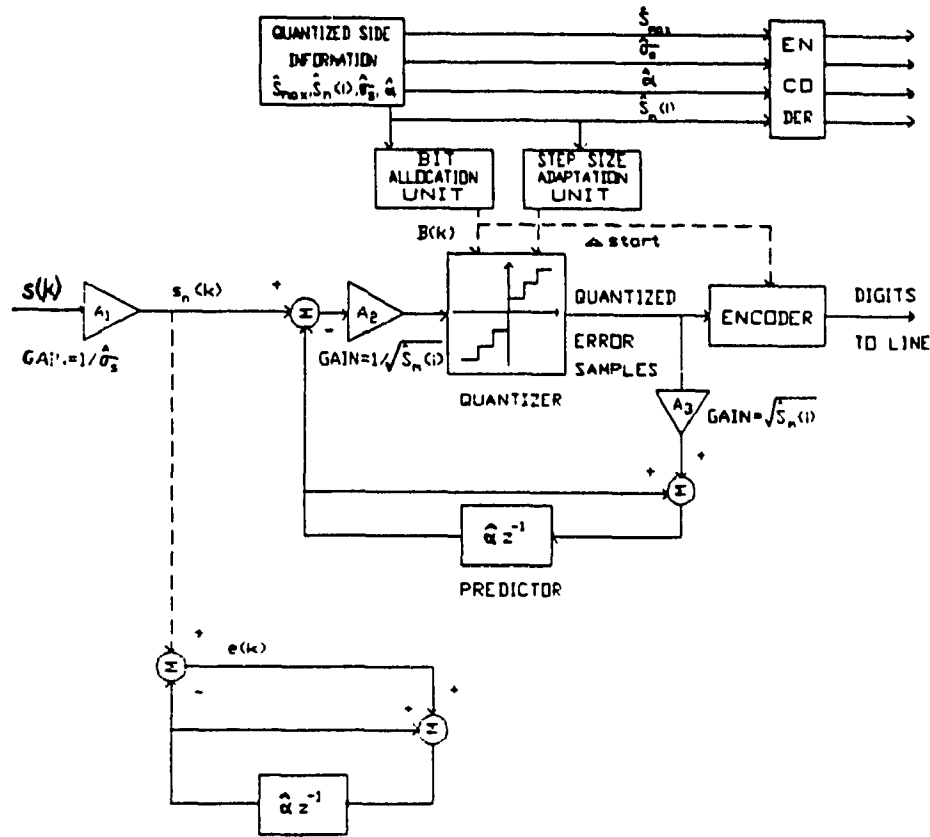 QUANTIZED SIDE
INFORMATION
Ŝmax,Ŝn(i),σ̂s,α̂
Ŝmax
σ̂s
α̂
Ŝn(i)
EN
CO
DER
BIT
ALLOCATION
UNIT
STEP SIZE
ADAPTATION
UNIT
B(k)
Δ start
s(k)
A1
sn(k)
+
Σ
-
A2
QUANTIZED
ERROR
SAMPLES
ENCODER
DIGITS
TO LINE
GAIN=1/σ̂s
GAIN=1/√Ŝn(i)
QUANTIZER
A3
GAIN=√Ŝn(i)
+
+
Σ
α̂ z⁻¹
PREDICTOR
+
e(k)
Σ
-
+
+
Σ
α̂ z⁻¹